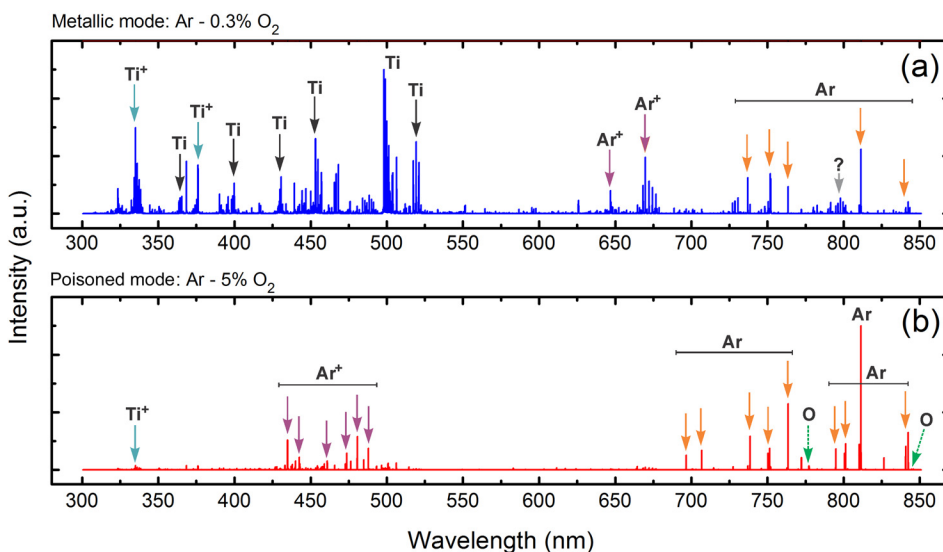 Metallic mode: Ar - 0.3% O₂
(a)
Ti⁺
Ti
Ti⁺
Ti
Ti
Ti
Ti
Ti
Ar⁺
Ar⁺
Ar
?
300 350 400 450 500 550 600 650 700 750 800 850
Poisoned mode: Ar - 5% O₂
(b)
Ti⁺
Ar⁺
Ar
O
Ar
Ar
O
300 350 400 450 500 550 600 650 700 750 800 850
Intensity (a.u.)
Wavelength (nm)